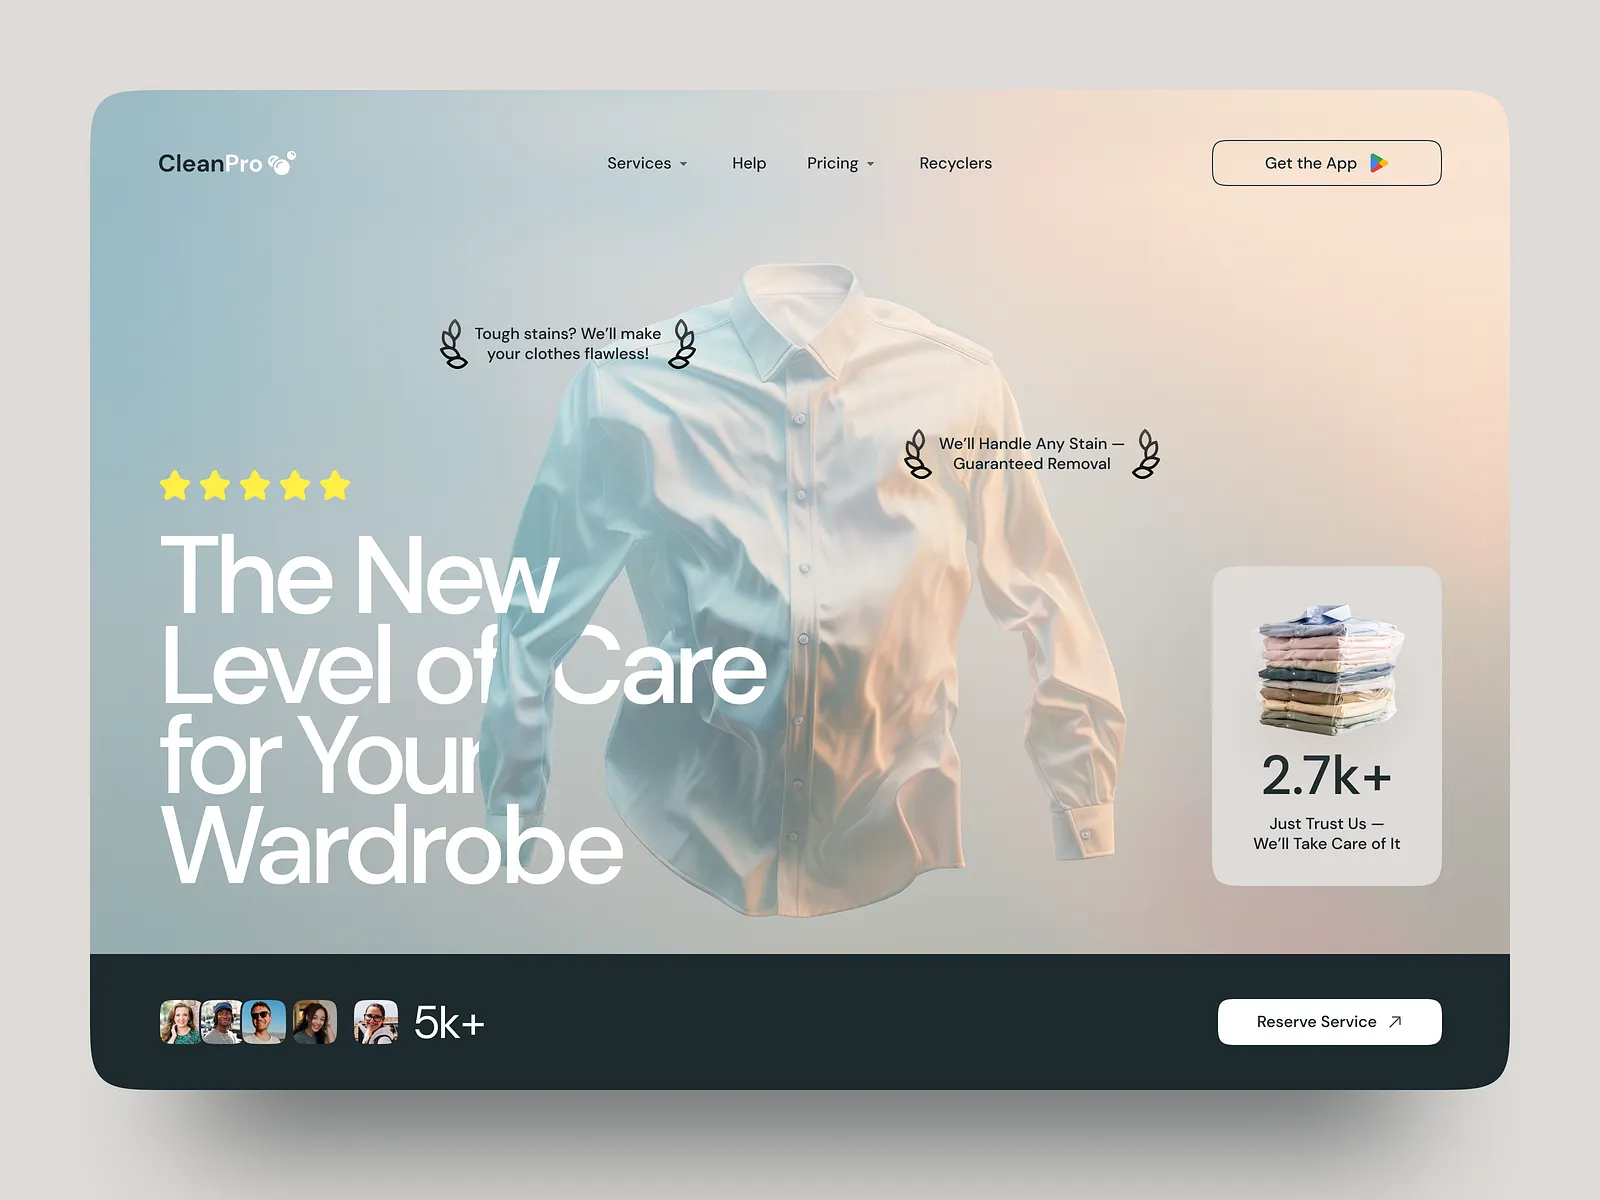 CleanPro
Services
Help
Pricing
Recyclers
Get the App
Tough stains? We’ll make
your clothes flawless!
We’ll Handle Any Stain —
Guaranteed Removal
The New
Level of Care
for Your
Wardrobe
2.7k+
Just Trust Us —
We’ll Take Care of It
5k+
Reserve Service